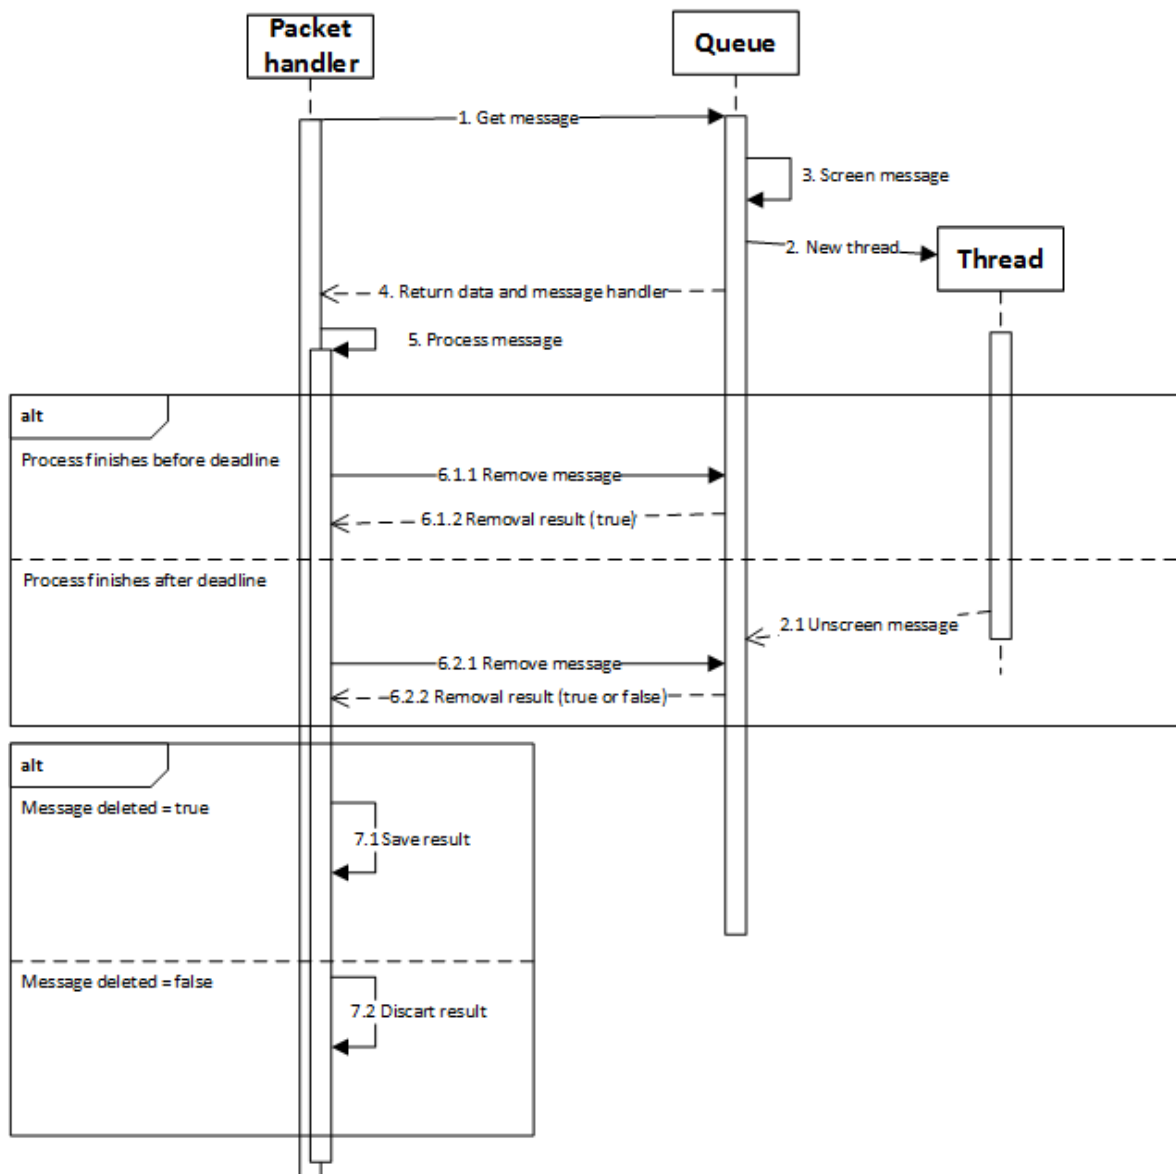 Packet
handler
Queue
1. Get message
3. Screen message
2. New thread
Thread
4. Return data and message handler
5. Process message
alt
Process finishes before deadline
6.1.1 Remove message
6.1.2 Removal result (true)
Process finishes after deadline
2.1 Unscreen message
6.2.1 Remove message
6.2.2 Removal result (true or false)
alt
Message deleted = true
7.1 Save result
Message deleted = false
7.2 Discart result